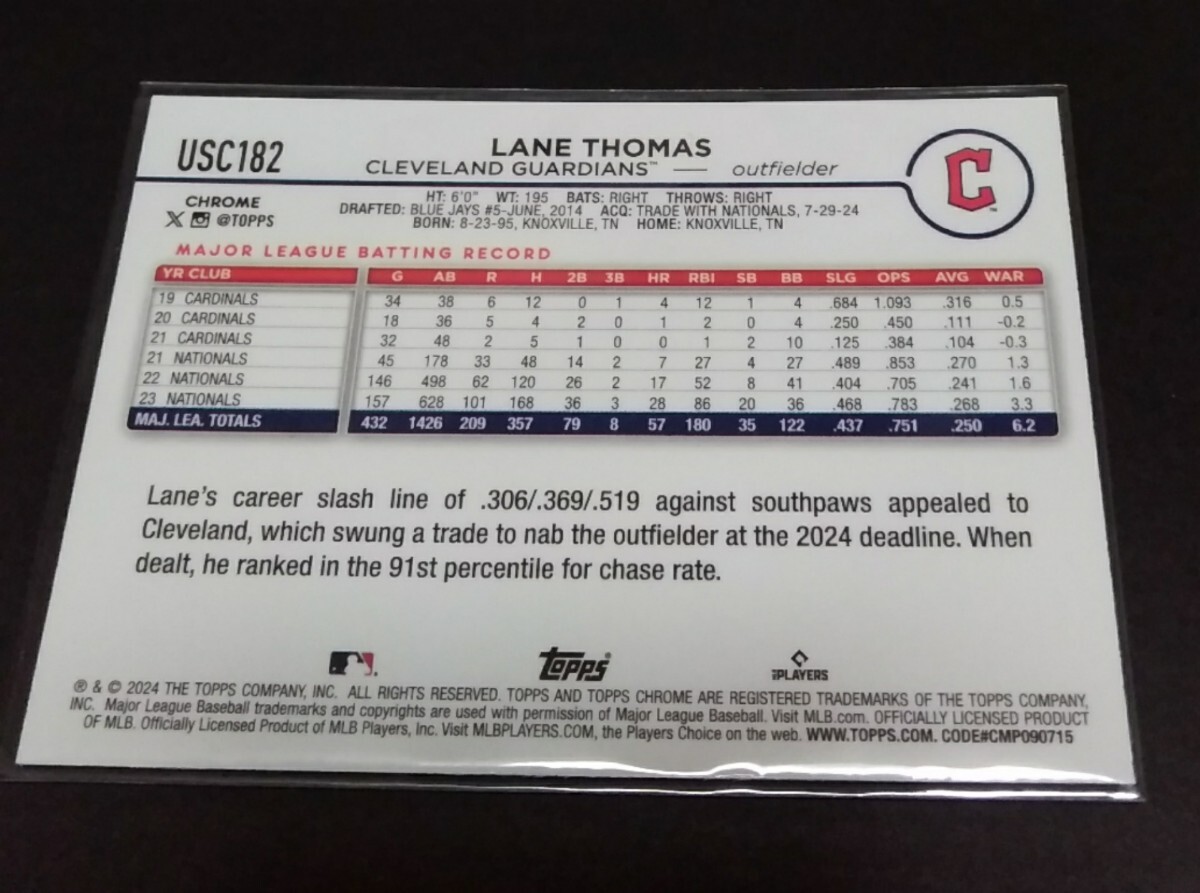 USC182
LANE THOMAS
CLEVELAND GUARDIANS™ — outfielder
C
CHROME
X @TOPPS
HT: 6'0" WT: 195 BATS: RIGHT THROWS: RIGHT
DRAFTED: BLUE JAYS #5-JUNE, 2014 ACQ: TRADE WITH NATIONALS, 7-29-24
BORN: 8-23-95, KNOXVILLE, TN HOME: KNOXVILLE, TN
MAJOR LEAGUE BATTING RECORD
YR CLUB G AB R H 2B 3B HR RBI SB BB SLG OPS AVG WAR
19 CARDINALS 34 38 6 12 0 1 4 12 1 4 .684 1.093 .316 0.5
20 CARDINALS 18 36 5 4 2 0 1 2 0 4 .250 .450 .111 -0.2
21 CARDINALS 32 48 2 5 1 0 0 1 2 10 .125 .384 .104 -0.3
21 NATIONALS 45 178 33 48 14 2 7 27 4 27 .489 .853 .270 1.3
22 NATIONALS 146 498 62 120 26 2 17 52 8 41 .404 .705 .241 1.6
23 NATIONALS 157 628 101 168 36 3 28 86 20 36 .468 .783 .268 3.3
MAJ. LEA. TOTALS 432 1426 209 357 79 8 57 180 35 122 .437 .751 .250 6.2
Lane's career slash line of .306/.369/.519 against southpaws appealed to
Cleveland, which swung a trade to nab the outfielder at the 2024 deadline. When
dealt, he ranked in the 91st percentile for chase rate.
Topps
PLAYERS
® & © 2024 THE TOPPS COMPANY, INC. ALL RIGHTS RESERVED. TOPPS AND TOPPS CHROME ARE REGISTERED TRADEMARKS OF THE TOPPS COMPANY,
INC. Major League Baseball trademarks and copyrights are used with permission of Major League Baseball. Visit MLB.com. OFFICIALLY LICENSED PRODUCT
OF MLB. Officially Licensed Product of MLB Players, Inc. Visit MLBPLAYERS.COM, the Players Choice on the web. WWW.TOPPS.COM. CODE#CMP090715